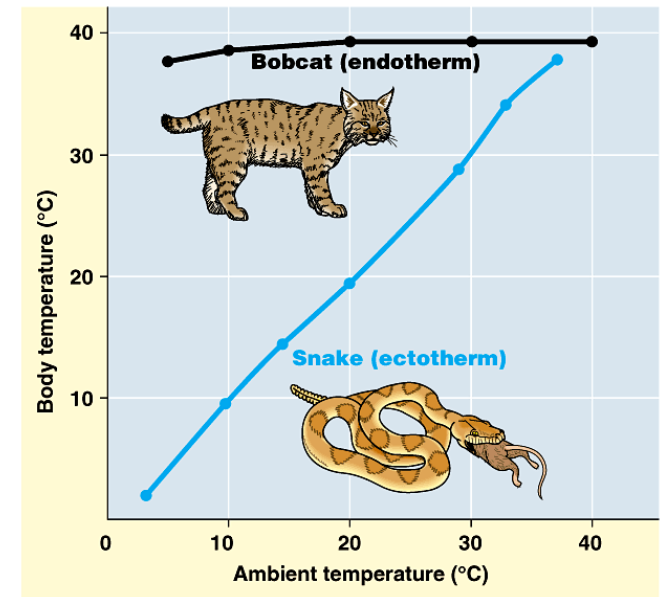 40
Bobcat (endotherm)
30
Body temperature (°C)
20
Snake (ectotherm)
10
0 10 20 30 40
Ambient temperature (°C)